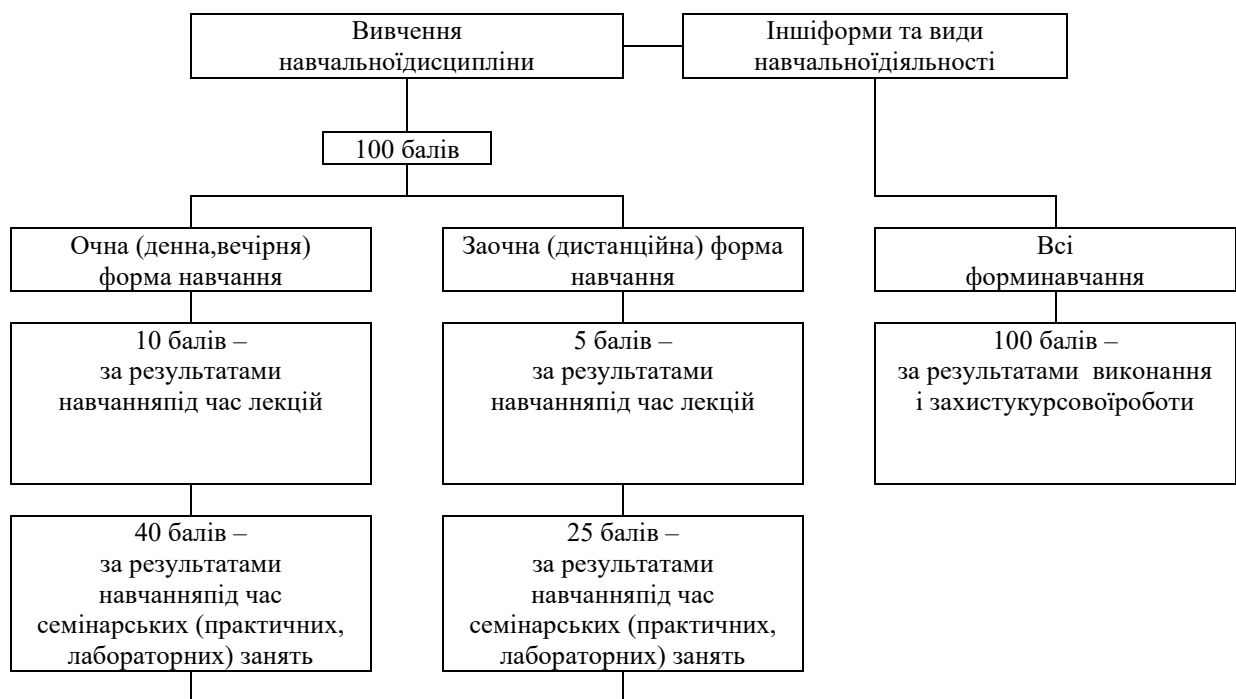 Вивчення
навчальноїдисципліни
Іншіформи та види
навчальноїдіяльності
100 балів
Очна (денна,вечірня)
форма навчання
Заочна (дистанційна) форма
навчання
Всі
форминавчання
10 балів –
за результатами
навчанняпід час лекцій
5 балів –
за результатами
навчанняпід час лекцій
100 балів –
за результатами  виконання
і захистукурсовоїроботи
40 балів –
за результатами
навчанняпід час
семінарських (практичних,
лабораторних) занять
25 балів –
за результатами
навчанняпід час
семінарських (практичних,
лабораторних) занять